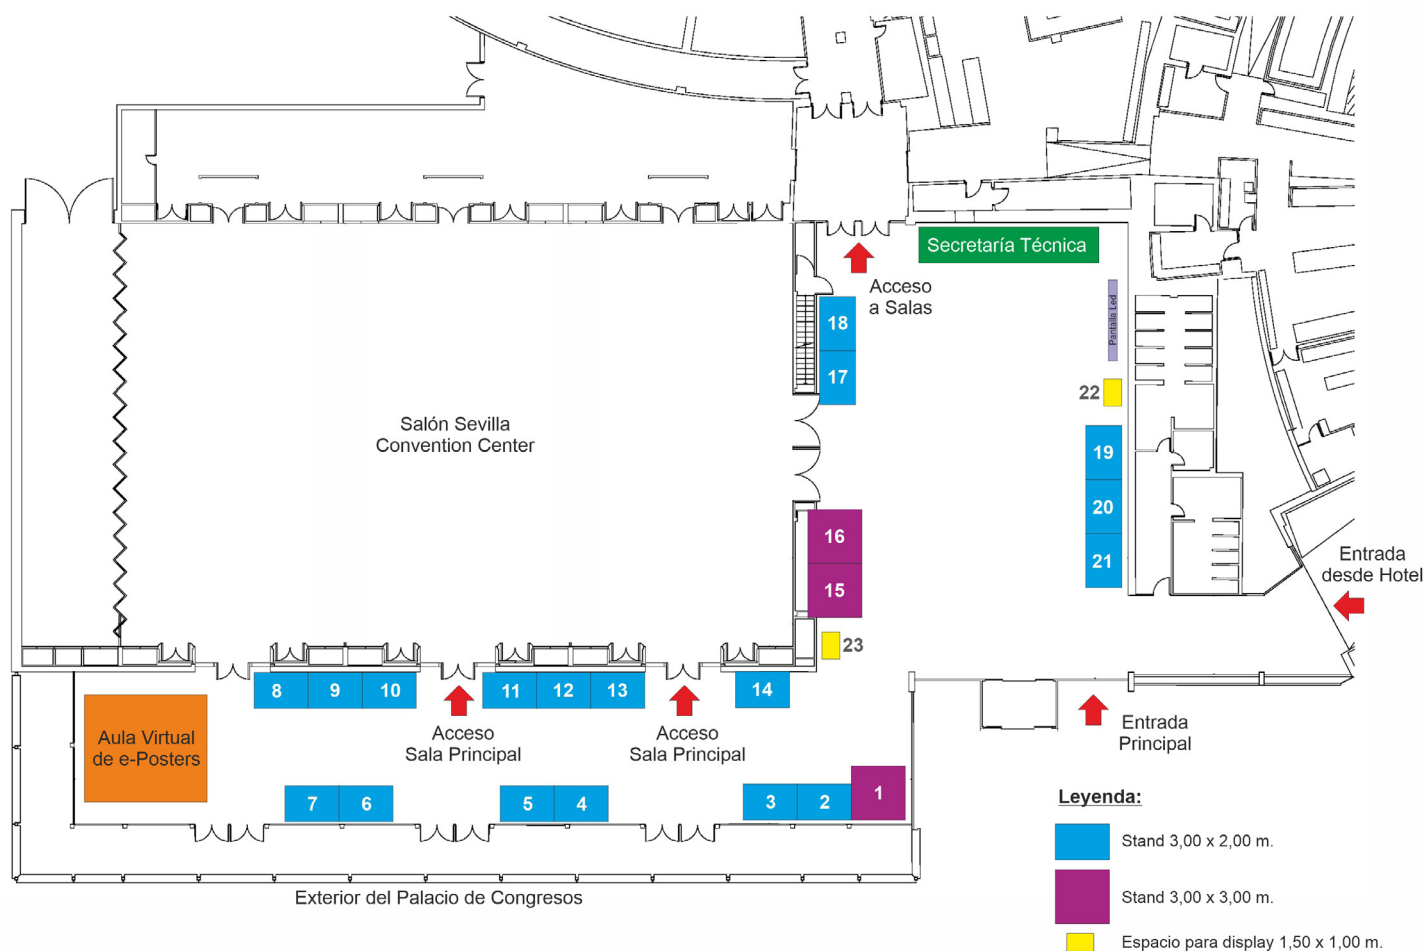 Secretaría Técnica
Acceso
a Salas
Pantalla Led
18
17
22
Salón Sevilla
Convention Center
19
20
21
16
15
23
Entrada
desde Hotel
8
9
10
11
12
13
14
Aula Virtual
de e-Posters
Acceso
Sala Principal
Acceso
Sala Principal
Entrada
Principal
7
6
5
4
3
2
1
Leyenda:
Stand 3,00 x 2,00 m.
Exterior del Palacio de Congresos
Stand 3,00 x 3,00 m.
Espacio para display 1,50 x 1,00 m.